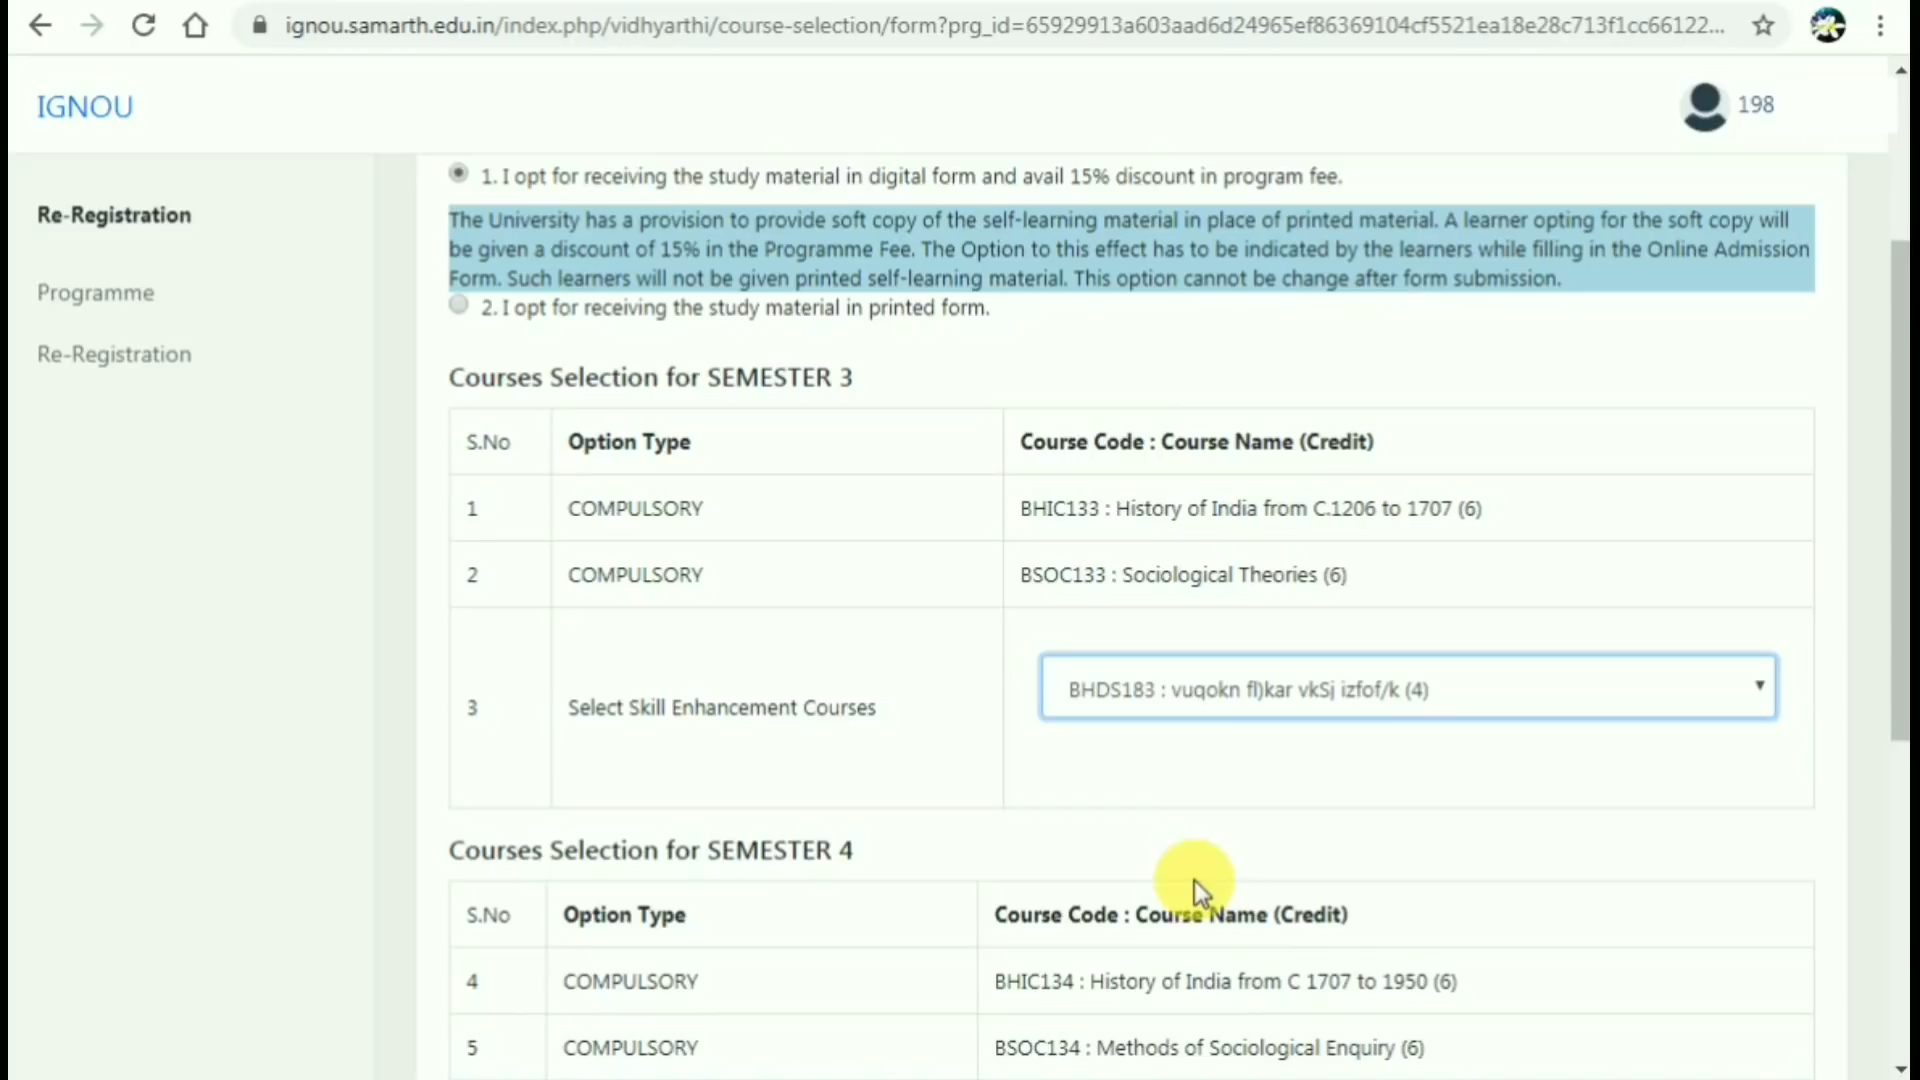 ignou.samarth.edu.in/index.php/vidhyarthi/course-selection/form?prg_id=65929913a603aad6d24965ef86369104cf5521ea18e28c713f1cc66122...
IGNOU
198
Re-Registration
Programme
Re-Registration
1. I opt for receiving the study material in digital form and avail 15% discount in program fee.
The University has a provision to provide soft copy of the self-learning material in place of printed material. A learner opting for the soft copy will
be given a discount of 15% in the Programme Fee. The Option to this effect has to be indicated by the learners while filling in the Online Admission
Form. Such learners will not be given printed self-learning material. This option cannot be change after form submission.
2. I opt for receiving the study material in printed form.
Courses Selection for SEMESTER 3
S.No Option Type Course Code : Course Name (Credit)
1 COMPULSORY BHIC133 : History of India from C.1206 to 1707 (6)
2 COMPULSORY BSOC133 : Sociological Theories (6)
3 Select Skill Enhancement Courses BHDS183 : vuqokn fl)kar vkSj izfof/k (4)
Courses Selection for SEMESTER 4
S.No Option Type Course Code : Course Name (Credit)
4 COMPULSORY BHIC134 : History of India from C 1707 to 1950 (6)
5 COMPULSORY BSOC134 : Methods of Sociological Enquiry (6)